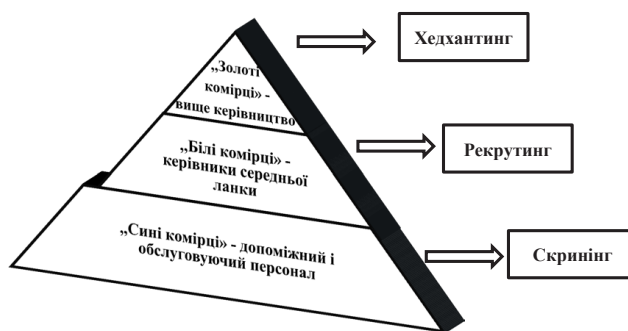 Хедхантинг
„Золоті
комірці» -
вище керівництво
Рекрутинг
„Білі комірці» -
керівники середньої
ланки
„Сині комірці» - допоміжний і
обслуговуючий персонал
Скринінг